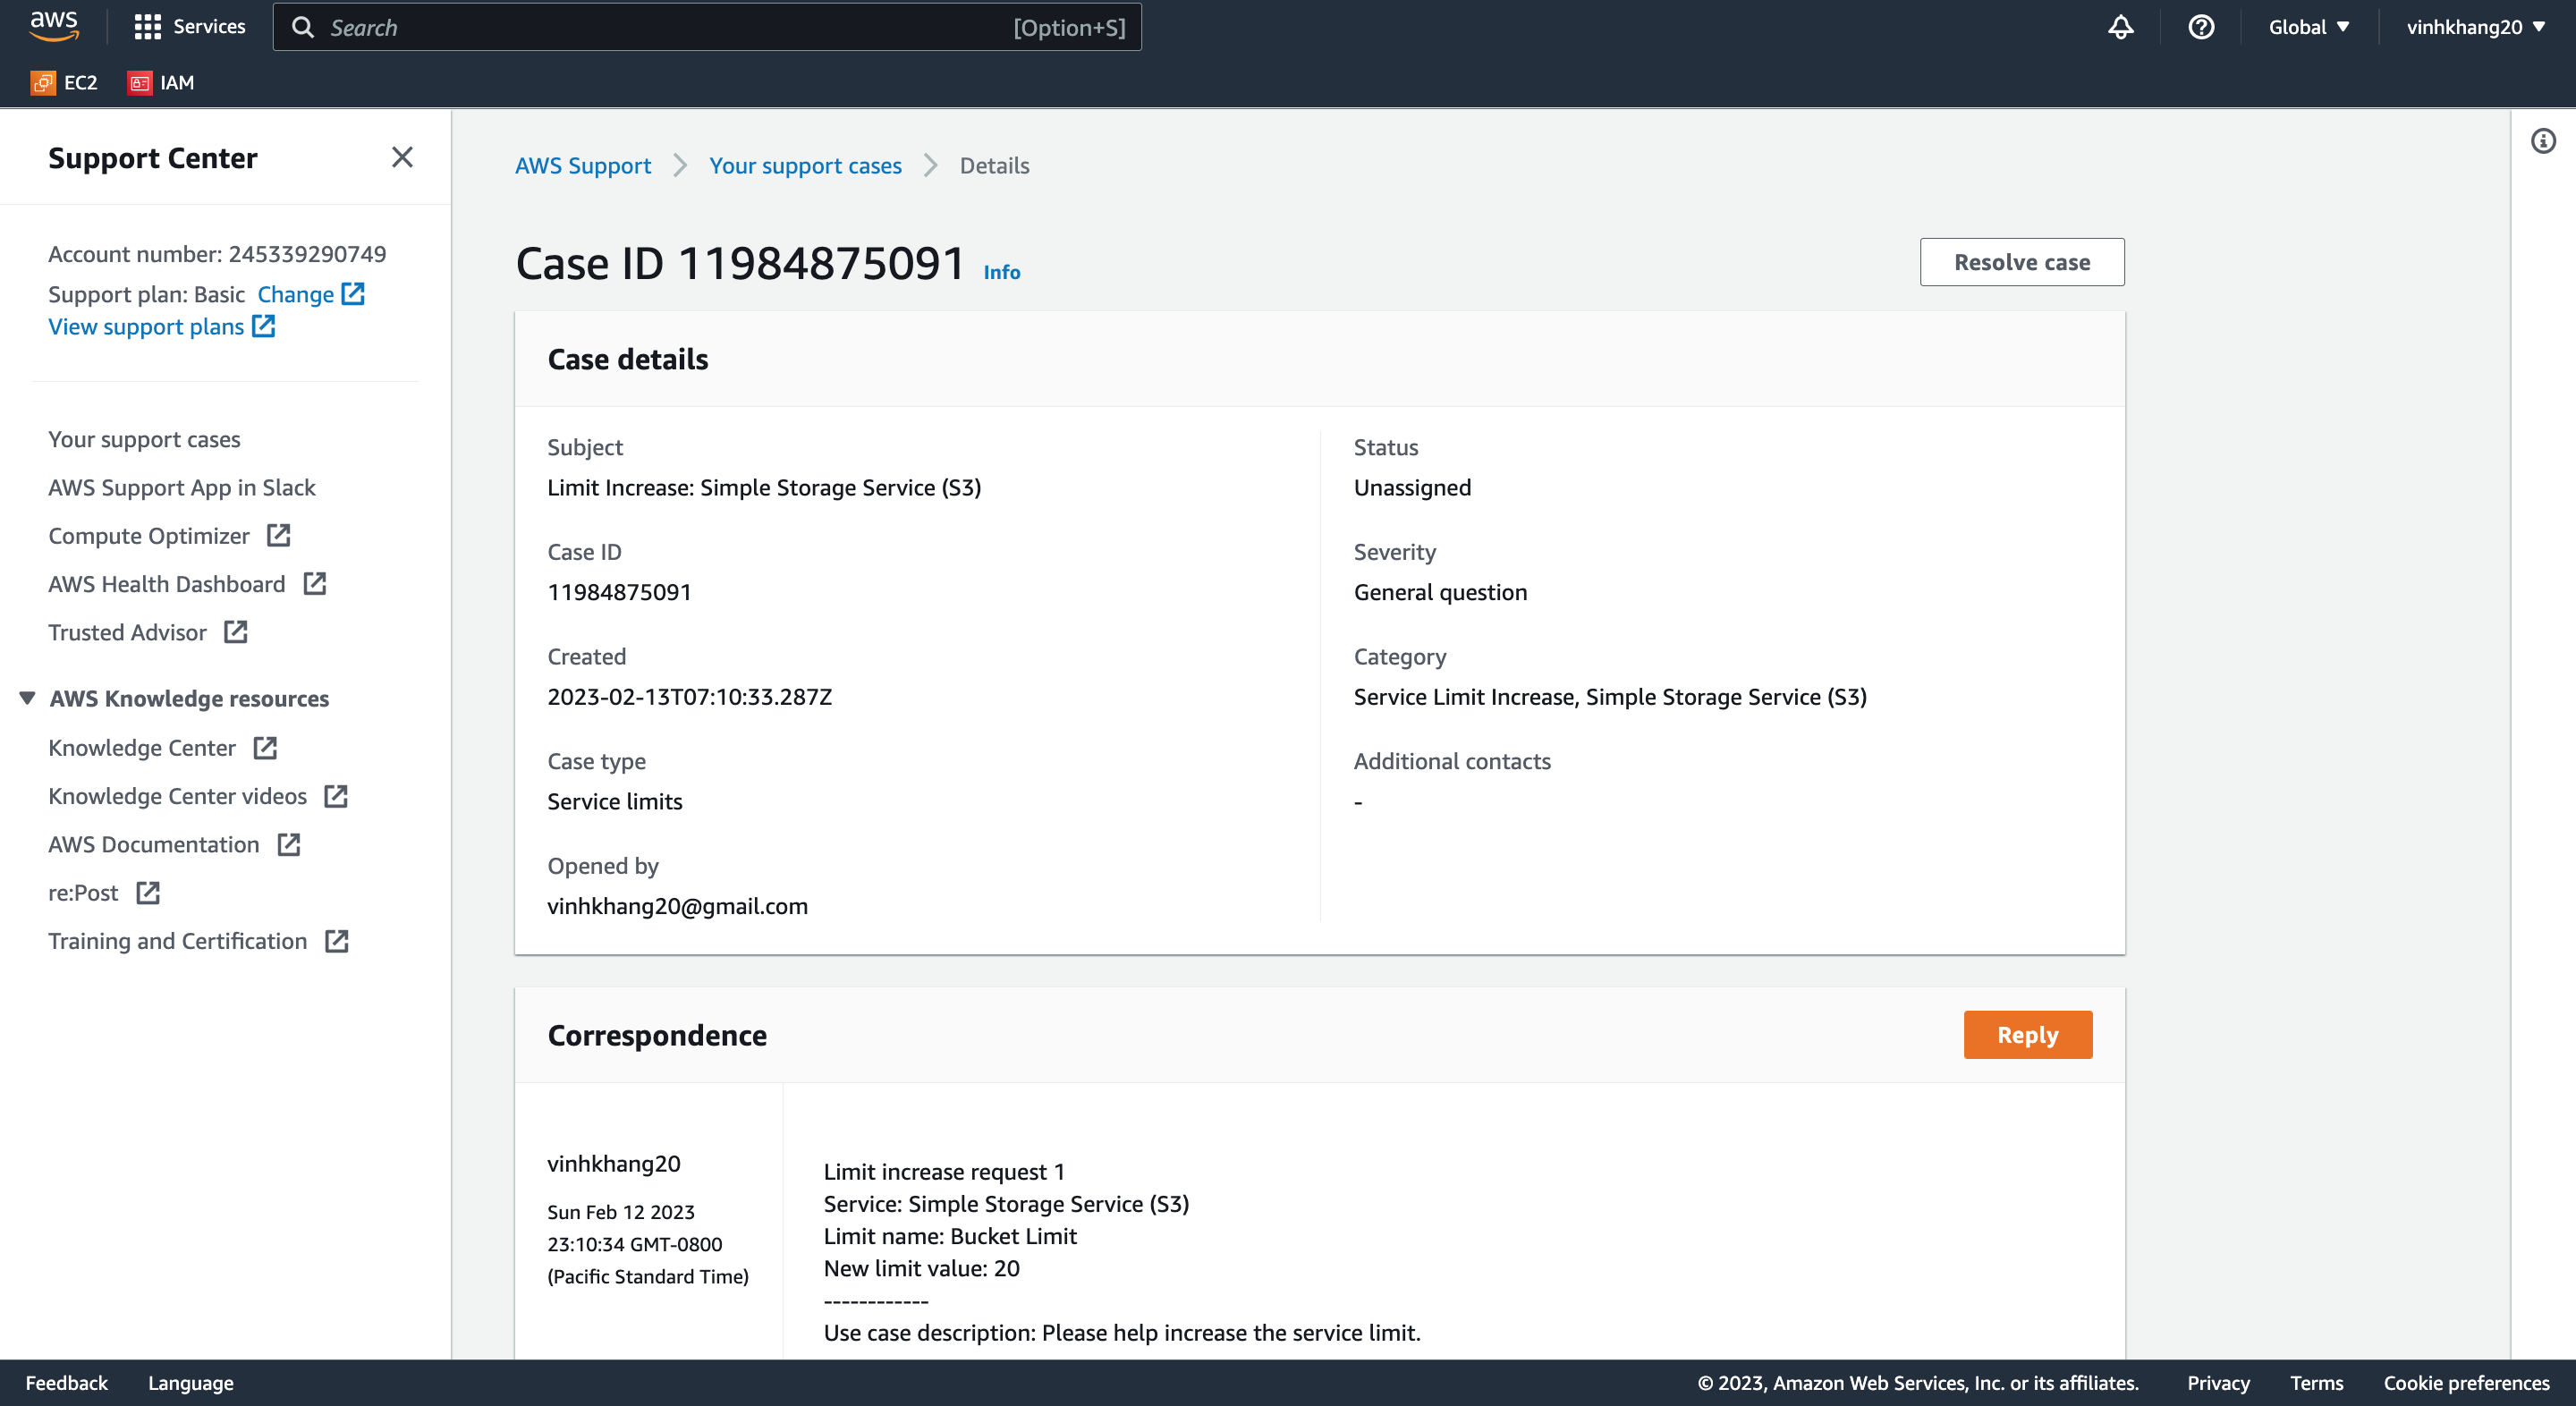 aws
Services
Search
[Option+S]
Global
vinhkhang20
EC2
IAM
Support Center
Account number: 245339290749
Support plan: Basic Change
View support plans
Your support cases
AWS Support App in Slack
Compute Optimizer
AWS Health Dashboard
Trusted Advisor
AWS Knowledge resources
Knowledge Center
Knowledge Center videos
AWS Documentation
re:Post
Training and Certification
AWS Support
Your support cases
Details
Case ID 11984875091
Info
Resolve case
Case details
Subject
Limit Increase: Simple Storage Service (S3)
Case ID
11984875091
Created
2023-02-13T07:10:33.287Z
Case type
Service limits
Opened by
vinhkhang20@gmail.com
Status
Unassigned
Severity
General question
Category
Service Limit Increase, Simple Storage Service (S3)
Additional contacts
-
Correspondence
Reply
vinhkhang20
Sun Feb 12 2023
23:10:34 GMT-0800
(Pacific Standard Time)
Limit increase request 1
Service: Simple Storage Service (S3)
Limit name: Bucket Limit
New limit value: 20
------------
Use case description: Please help increase the service limit.
Feedback
Language
© 2023, Amazon Web Services, Inc. or its affiliates.
Privacy
Terms
Cookie preferences